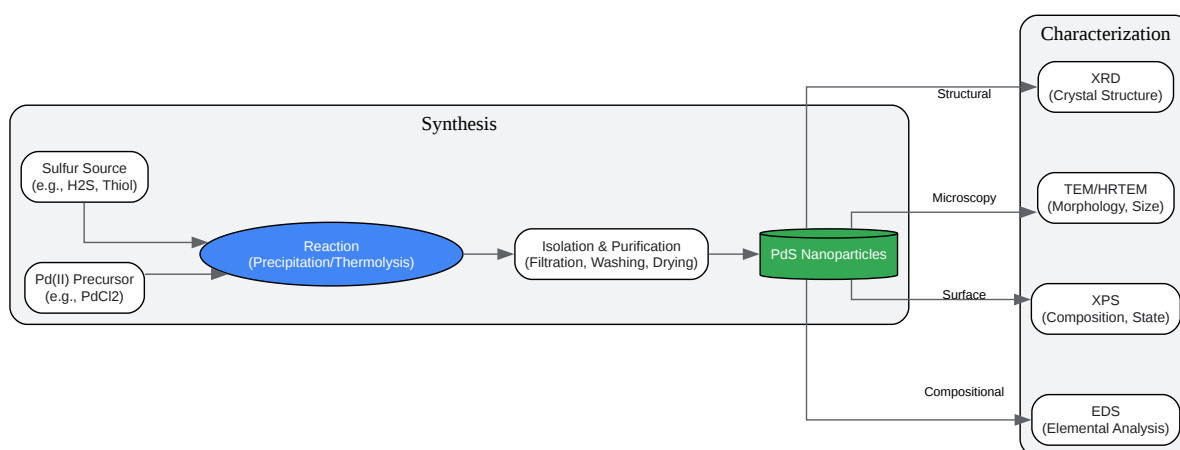 Characterization
XRD
(Crystal Structure)
Structural
Synthesis
Sulfur Source
(e.g., H2S, Thiol)
TEM/HRTEM
(Morphology, Size)
Microscopy
Reaction
(Precipitation/Thermolysis)
Isolation & Purification
(Filtration, Washing, Drying)
PdS Nanoparticles
Pd(II) Precursor
(e.g., PdCl2)
Surface
XPS
(Composition, State)
Compositional
EDS
(Elemental Analysis)